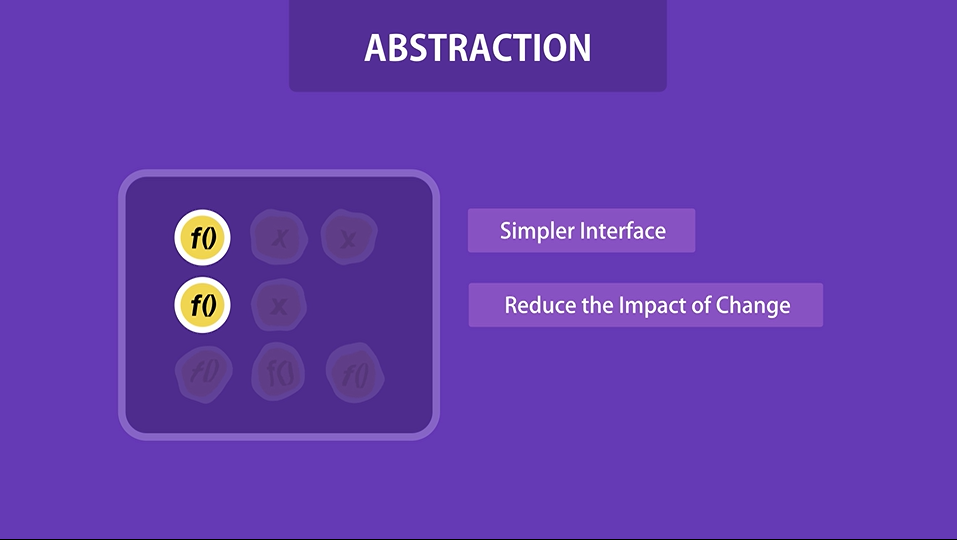 ABSTRACTION
f() x x
f() x
f() f() f()
Simpler Interface
Reduce the Impact of Change